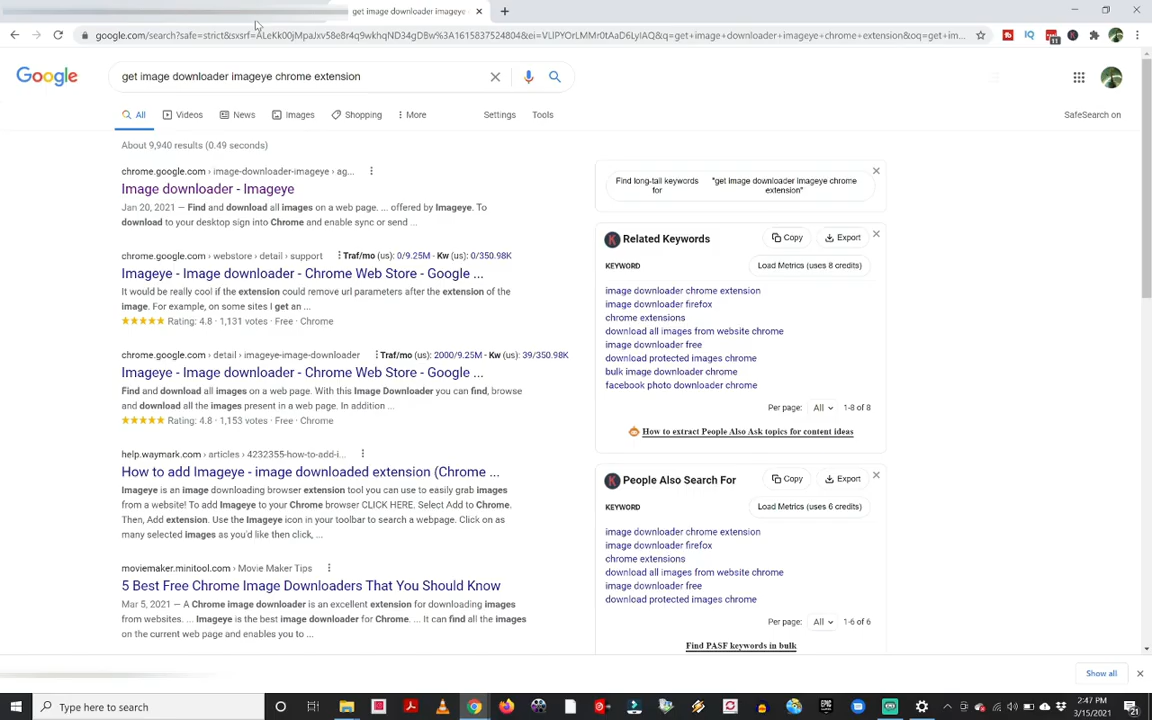 get image downloader imageye
google.com/search?safe=strict&sxsrf=ALeKk00jMpaJxv58e8r4q9wkhqND34gDBw%3A1615837524804&ei=VLlPYOrLMMr0tAaD6LyIAQ&q=get+image+downloader+imageye+chrome+extension&oq=get+im...
11
Google
get image downloader imageye chrome extension
All
Videos
News
Images
Shopping
More
Settings
Tools
SafeSearch on
About 9,940 results (0.49 seconds)
chrome.google.com › image-downloader-imageye › ag...
Image downloader - Imageye
Jan 20, 2021 — Find and download all images on a web page. ... offered by Imageye. To
download to your desktop sign into Chrome and enable sync or send ...
chrome.google.com › webstore › detail › support
Traf/mo (us): 0/9.25M - Kw (us): 0/350.98K
Imageye - Image downloader - Chrome Web Store - Google ...
It would be really cool if the extension could remove url parameters after the extension of the
image. For example, on some sites I get an ...
Rating: 4.8 · 1,131 votes · Free · Chrome
chrome.google.com › detail › imageye-image-downloader
Traf/mo (us): 2000/9.25M - Kw (us): 39/350.98K
Imageye - Image downloader - Chrome Web Store - Google ...
Find and download all images on a web page. With this Image Downloader you can find, browse
and download all the images present in a web page. In addition ...
Rating: 4.8 · 1,153 votes · Free · Chrome
help.waymark.com › articles › 4232355-how-to-add-i...
How to add Imageye - image downloaded extension (Chrome ...
Imageye is an image downloading browser extension tool you can use to easily grab images
from a website! To add Imageye to your Chrome browser CLICK HERE. Select Add to Chrome.
Then, Add extension. Use the Imageye icon in your toolbar to search a webpage. Click on as
many selected images as you'd like then click, ...
moviemaker.minitool.com › Movie Maker Tips
5 Best Free Chrome Image Downloaders That You Should Know
Mar 5, 2021 — A Chrome image downloader is an excellent extension for downloading images
from websites. ... Imageye is the best image downloader for Chrome. ... It can find all the images
on the current web page and enables you to ...
Find long-tail keywords
for
"get image downloader imageye chrome
extension"
Related Keywords
Copy
Export
KEYWORD
Load Metrics (uses 8 credits)
image downloader chrome extension
image downloader firefox
chrome extensions
download all images from website chrome
image downloader free
download protected images chrome
bulk image downloader chrome
facebook photo downloader chrome
Per page: All 1-8 of 8
How to extract People Also Ask topics for content ideas
People Also Search For
Copy
Export
KEYWORD
Load Metrics (uses 6 credits)
image downloader chrome extension
image downloader firefox
chrome extensions
download all images from website chrome
image downloader free
download protected images chrome
Per page: All 1-6 of 6
Find PASF keywords in bulk
Show all
Type here to search
2:47 PM
3/15/2021
21